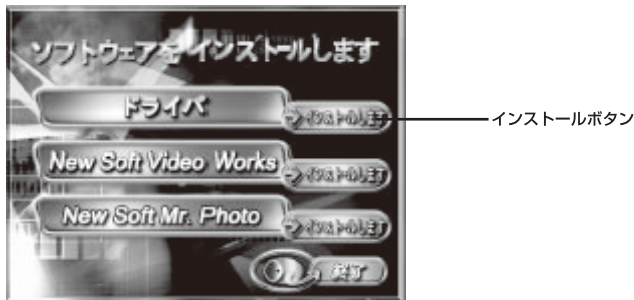 ソフトウェアをインストールします
ドライバ
インストールします
インストールボタン
New Soft Video Works
インストールします
New Soft Mr. Photo
インストールします
終了